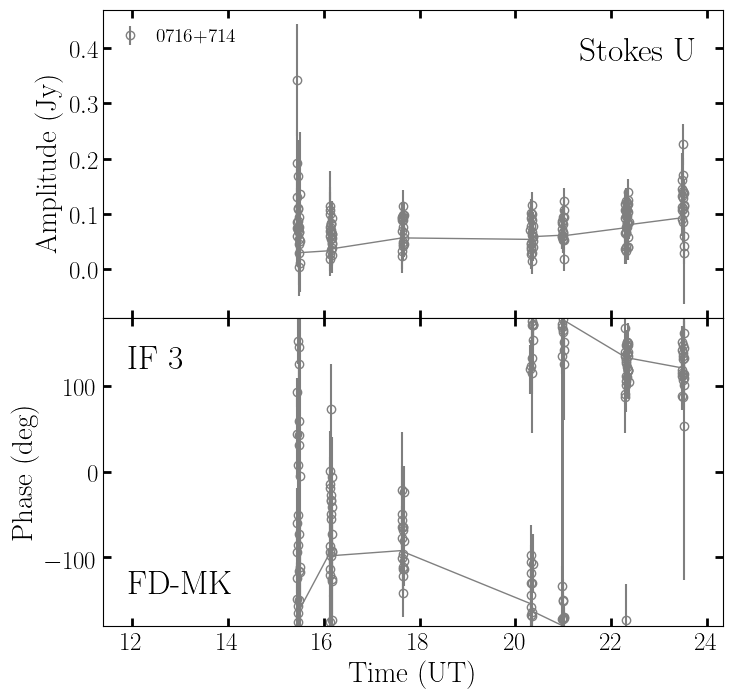 0716+714
Stokes U
0.4
0.3
0.2
0.1
0.0
Amplitude (Jy)
IF 3
100
0
−100
Phase (deg)
FD-MK
12 14 16 18 20 22 24
Time (UT)